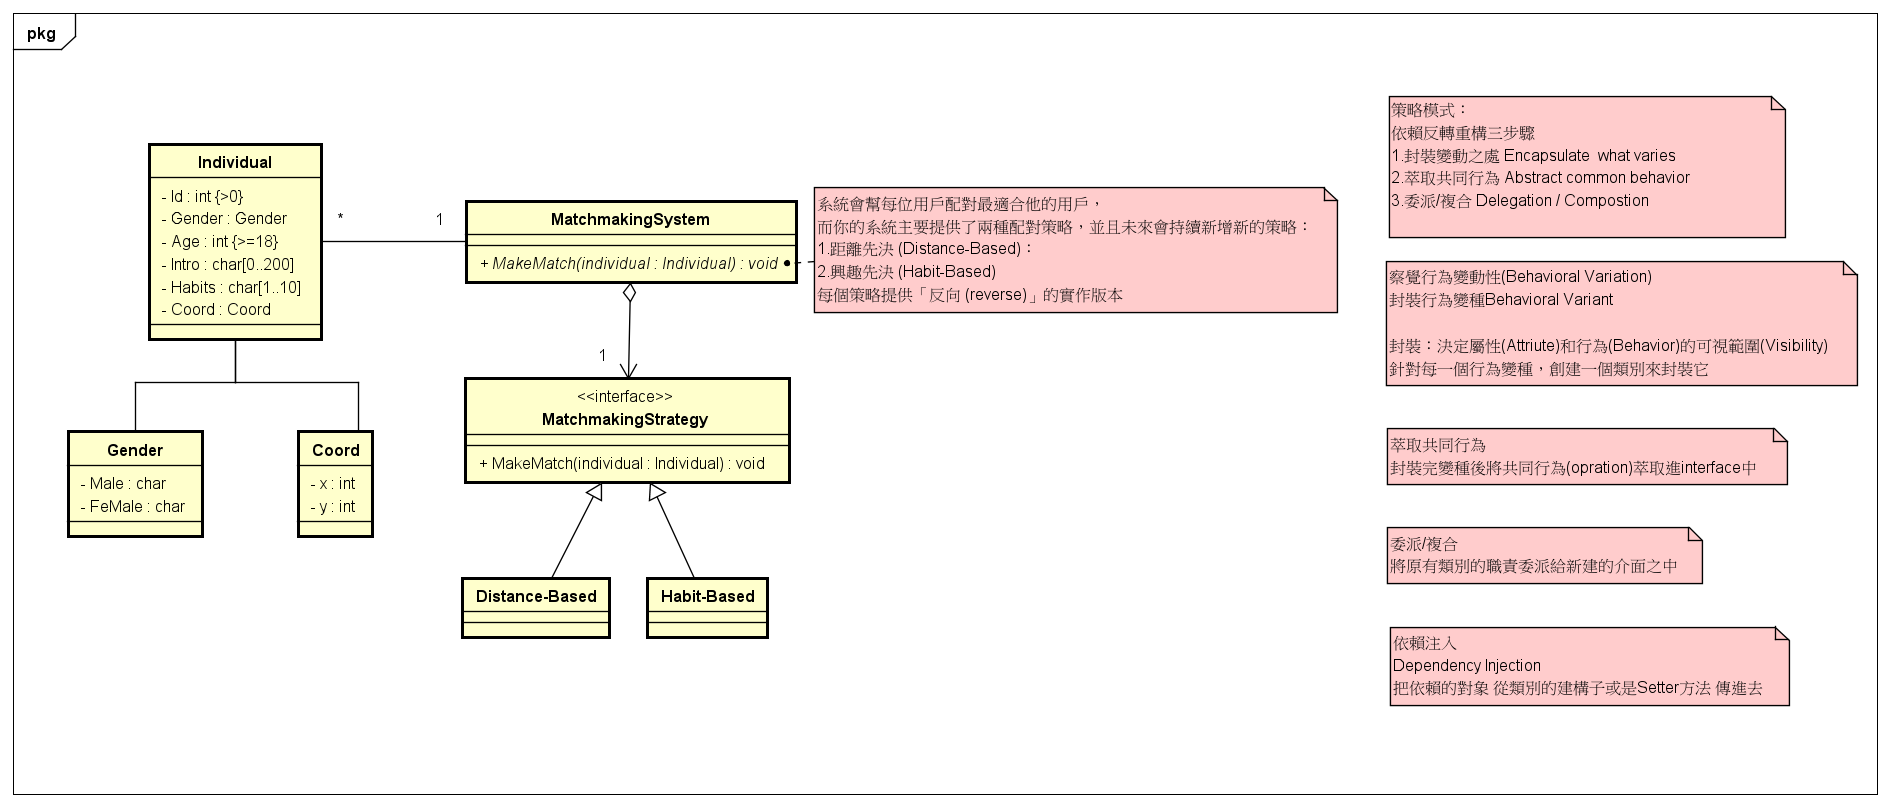 pkg
Individual
- Id : int {>0}
- Gender : Gender
- Age : int {>=18}
- Intro : char[0..200]
- Habits : char[1..10]
- Coord : Coord
*
1
MatchmakingSystem
+ MakeMatch(individual : Individual) : void
系統會幫每位用戶配對最適合他的用戶，
而你的系統主要提供了兩種配對策略，並且未來會持續新增新的策略：
1.距離先決 (Distance-Based)：
2.興趣先決 (Habit-Based)
每個策略提供「反向 (reverse)」的實作版本
1
<<interface>>
MatchmakingStrategy
+ MakeMatch(individual : Individual) : void
Gender
- Male : char
- FeMale : char
Coord
- x : int
- y : int
Distance-Based
Habit-Based
策略模式：
依賴反轉重構三步驟
1.封裝變動之處 Encapsulate  what varies
2.萃取共同行為 Abstract common behavior
3.委派/複合 Delegation / Compostion
察覺行為變動性(Behavioral Variation)
封裝行為變種Behavioral Variant
封裝：決定屬性(Attriute)和行為(Behavior)的可視範圍(Visibility)
針對每一個行為變種，創建一個類別來封裝它
萃取共同行為
封裝完變種後將共同行為(opration)萃取進interface中
委派/複合
將原有類別的職責委派給新建的介面之中
依賴注入
Dependency Injection
把依賴的對象 從類別的建構子或是Setter方法 傳進去